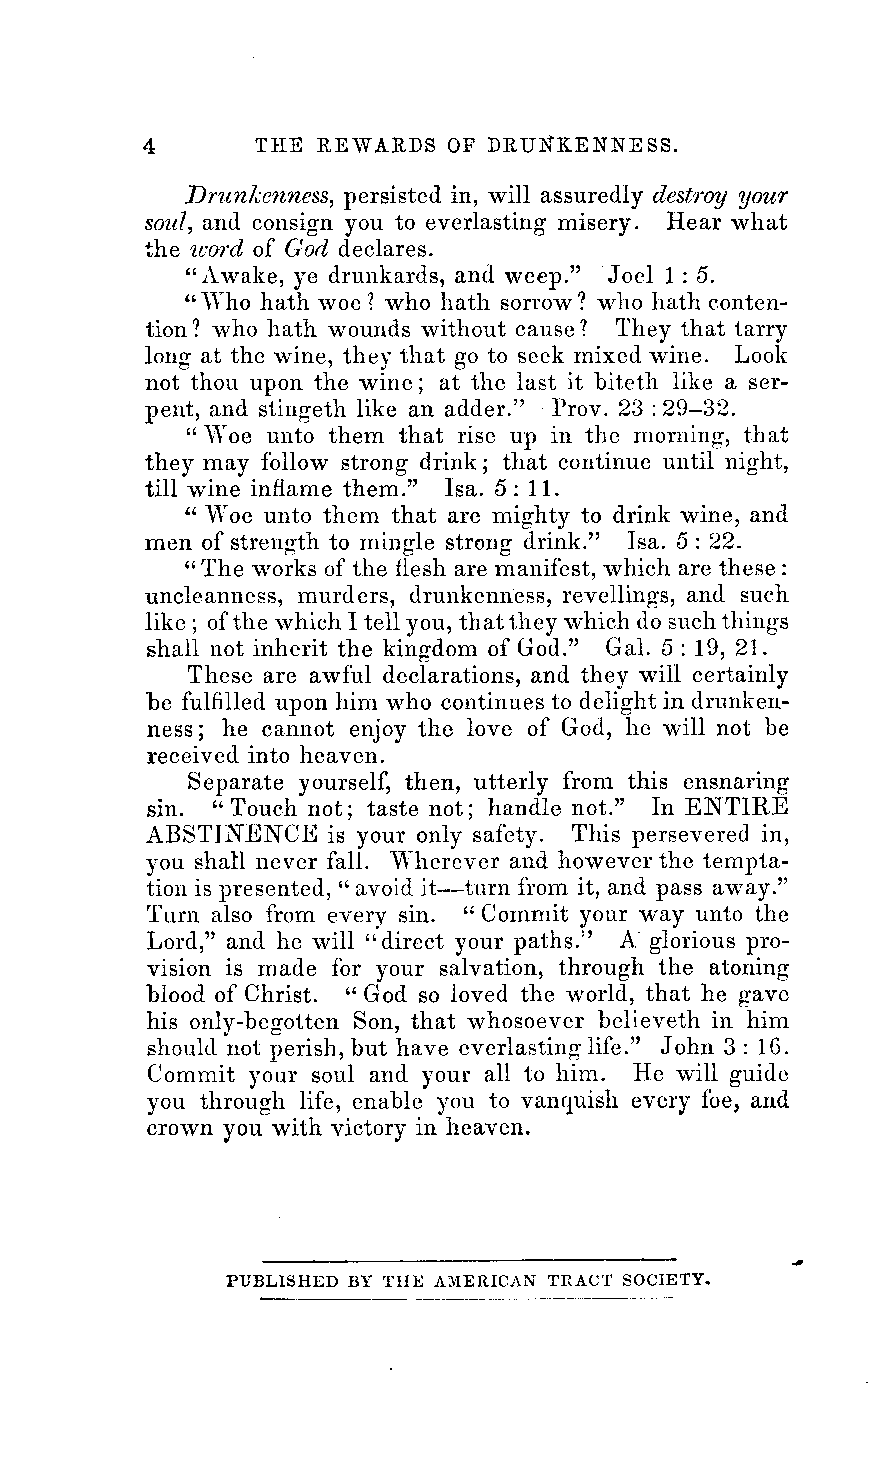 4 THE REWARDS OF DRUNKENNESS.
Drunkenness, persisted in, will assuredly destroy your
soul, and consign you to everlasting misery. Hear what
the word of God declares.
“Awake, ye drunkards, and weep.” Joel 1 : 5.
“Who hath woe? who hath sorrow? who hath conten-
tion? who hath wounds without cause? They that tarry
long at the wine, they that go to seek mixed wine. Look
not thou upon the wine; at the last it biteth like a ser-
pent, and stingeth like an adder.” Prov. 23 : 29–32.
“Woe unto them that rise up in the morning, that
they may follow strong drink; that continue until night,
till wine inflame them.” Isa. 5 : 11.
“Woe unto them that are mighty to drink wine, and
men of strength to mingle strong drink.” Isa. 5 : 22.
“The works of the flesh are manifest, which are these:
uncleanness, murders, drunkenness, revellings, and such
like; of the which I tell you, that they which do such things
shall not inherit the kingdom of God.” Gal. 5 : 19, 21.
These are awful declarations, and they will certainly
be fulfilled upon him who continues to delight in drunken-
ness; he cannot enjoy the love of God, he will not be
received into heaven.
Separate yourself, then, utterly from this ensnaring
sin. “Touch not; taste not; handle not.” In ENTIRE
ABSTINENCE is your only safety. This persevered in,
you shall never fall. Wherever and however the tempta-
tion is presented, “avoid it—turn from it, and pass away.”
Turn also from every sin. “Commit your way unto the
Lord,” and he will “direct your paths.” A glorious pro-
vision is made for your salvation, through the atoning
blood of Christ. “God so loved the world, that he gave
his only-begotten Son, that whosoever believeth in him
should not perish, but have everlasting life.” John 3 : 16.
Commit your soul and your all to him. He will guide
you through life, enable you to vanquish every foe, and
crown you with victory in heaven.
PUBLISHED BY THE AMERICAN TRACT SOCIETY.